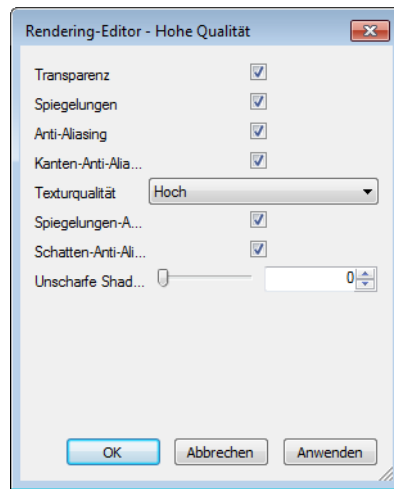 Rendering-Editor - Hohe Qualität
Transparenz
Spiegelungen
Anti-Aliasing
Kanten-Anti-Alia...
Texturqualität Hoch
Spiegelungen-A...
Schatten-Anti-Ali...
Unscharfe Shad... 0
OK Abbrechen Anwenden